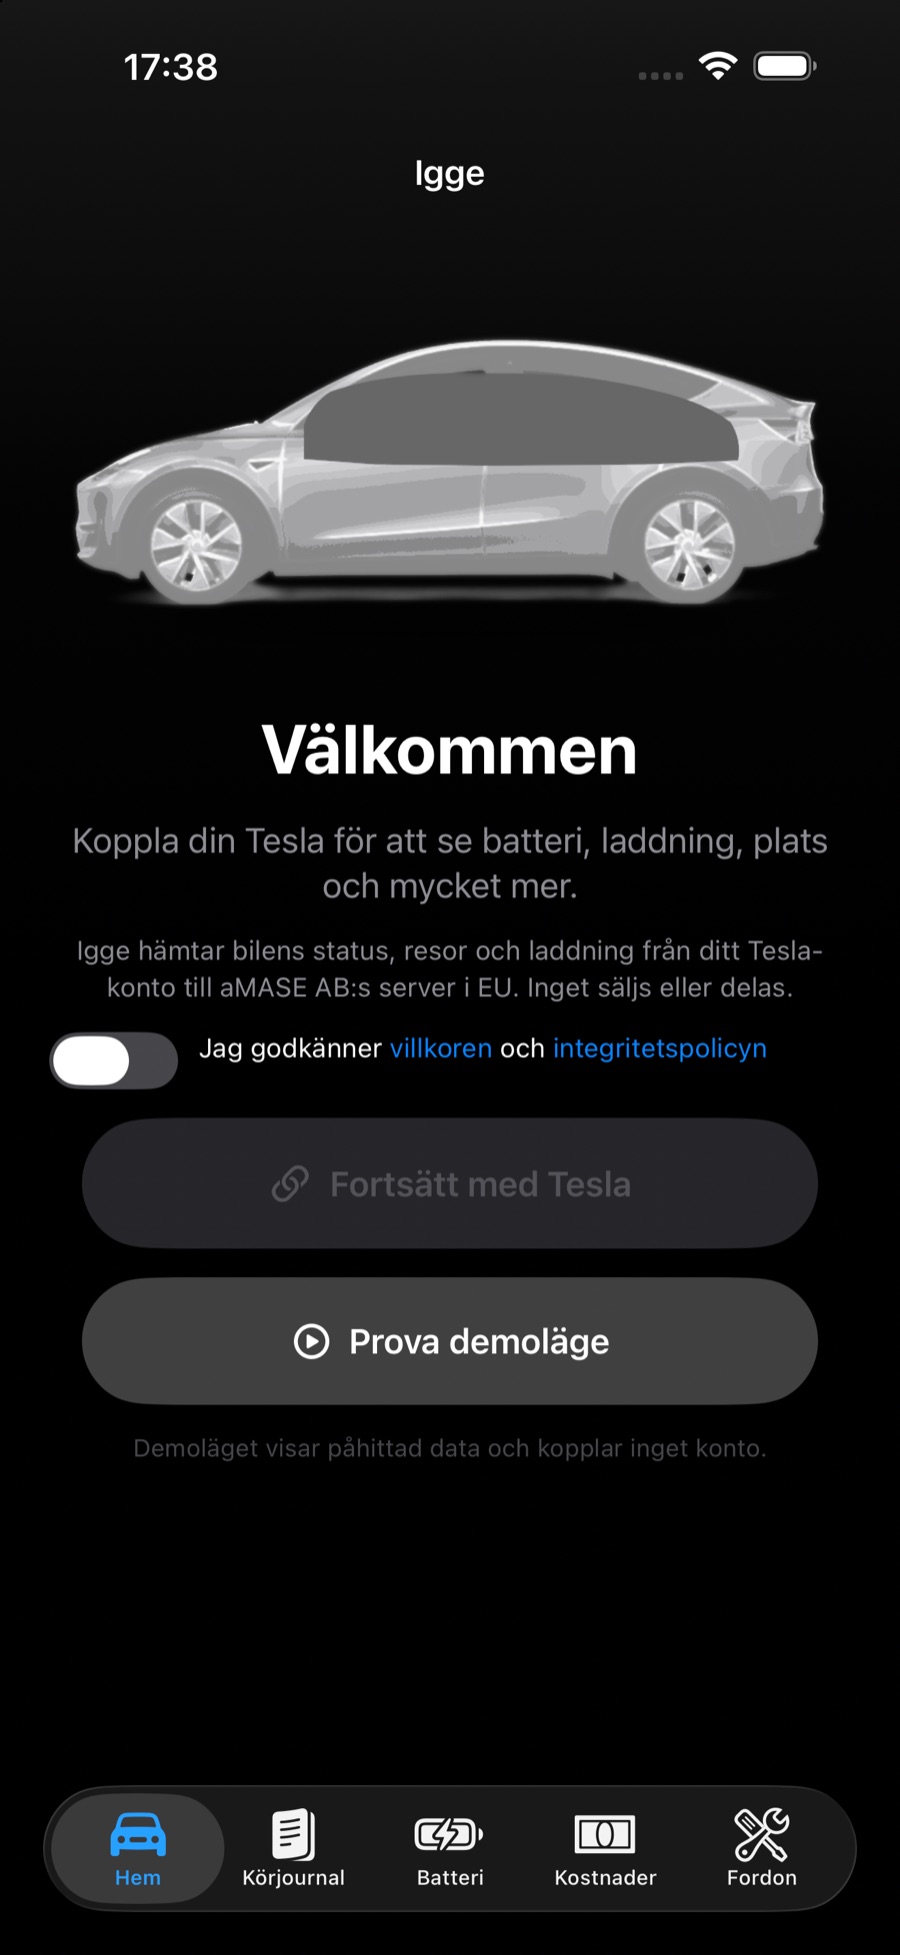 17:38
Igge
Välkommen
Koppla din Tesla för att se batteri, laddning, plats
och mycket mer.
Igge hämtar bilens status, resor och laddning från ditt Tesla-
konto till aMASE AB:s server i EU. Inget säljs eller delas.
Jag godkänner villkoren och integritetspolicyn
Fortsätt med Tesla
Prova demoläge
Demoläget visar påhittad data och kopplar inget konto.
Hem
Körjournal
Batteri
Kostnader
Fordon